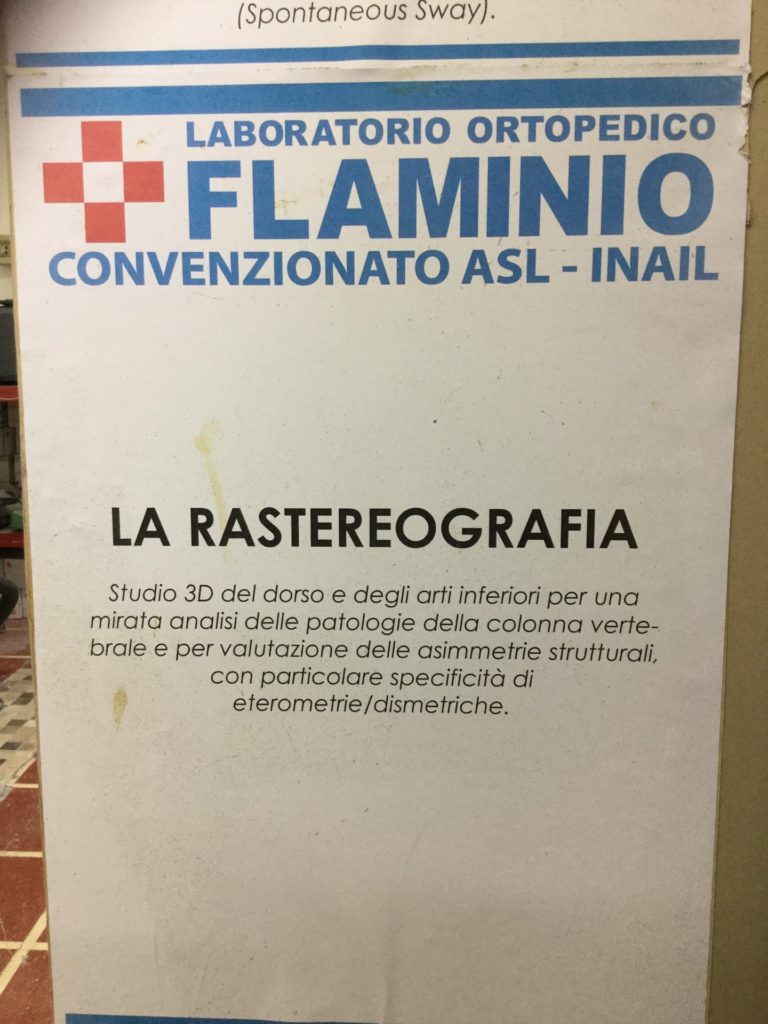 (Spontaneous Sway).
LABORATORIO ORTOPEDICO
FLAMINIO
CONVENZIONATO ASL - INAIL
LA RASTEREOGRAFIA
Studio 3D del dorso e degli arti inferiori per una
mirata analisi delle patologie della colonna verte-
brale e per valutazione delle asimmetrie strutturali,
con particolare specificità di
eterometrie/dismetriche.